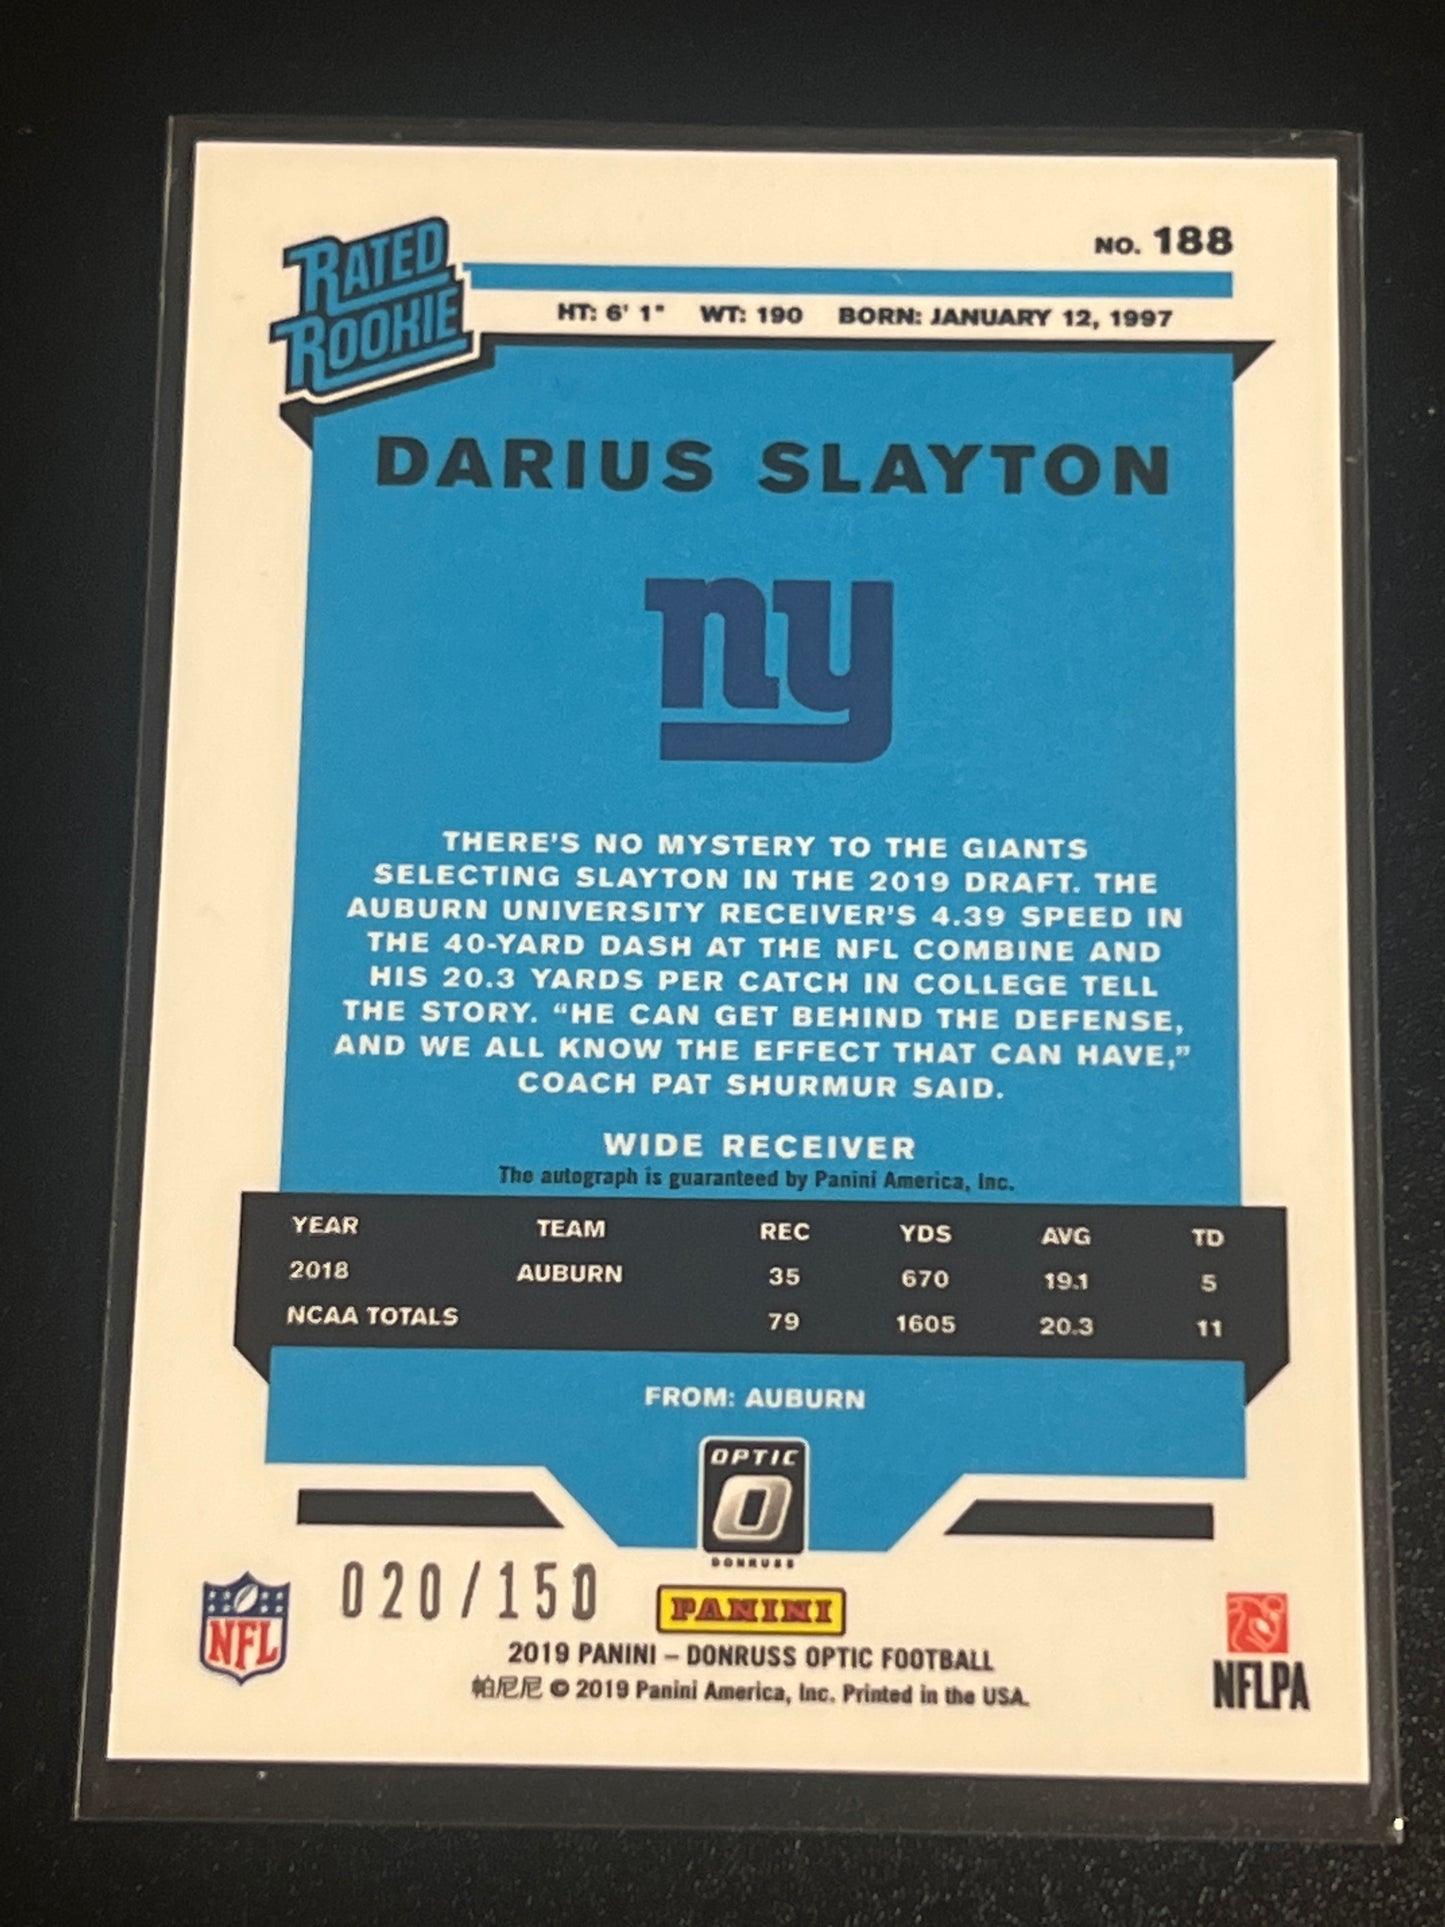 RATED
ROOKIE
NO. 188
HT: 6' 1" WT: 190 BORN: JANUARY 12, 1997
DARIUS SLAYTON
ny
THERE'S NO MYSTERY TO THE GIANTS
SELECTING SLAYTON IN THE 2019 DRAFT. THE
AUBURN UNIVERSITY RECEIVER'S 4.39 SPEED IN
THE 40-YARD DASH AT THE NFL COMBINE AND
HIS 20.3 YARDS PER CATCH IN COLLEGE TELL
THE STORY. “HE CAN GET BEHIND THE DEFENSE,
AND WE ALL KNOW THE EFFECT THAT CAN HAVE,”
COACH PAT SHURMUR SAID.
WIDE RECEIVER
The autograph is guaranteed by Panini America, Inc.
YEAR TEAM REC YDS AVG TD
2018 AUBURN 35 670 19.1 5
NCAA TOTALS 79 1605 20.3 11
FROM: AUBURN
OPTIC
O
DONRUSS
020/150
NFL
PANINI
2019 PANINI – DONRUSS OPTIC FOOTBALL
帕尼尼 © 2019 Panini America, Inc. Printed in the USA.
NFLPA